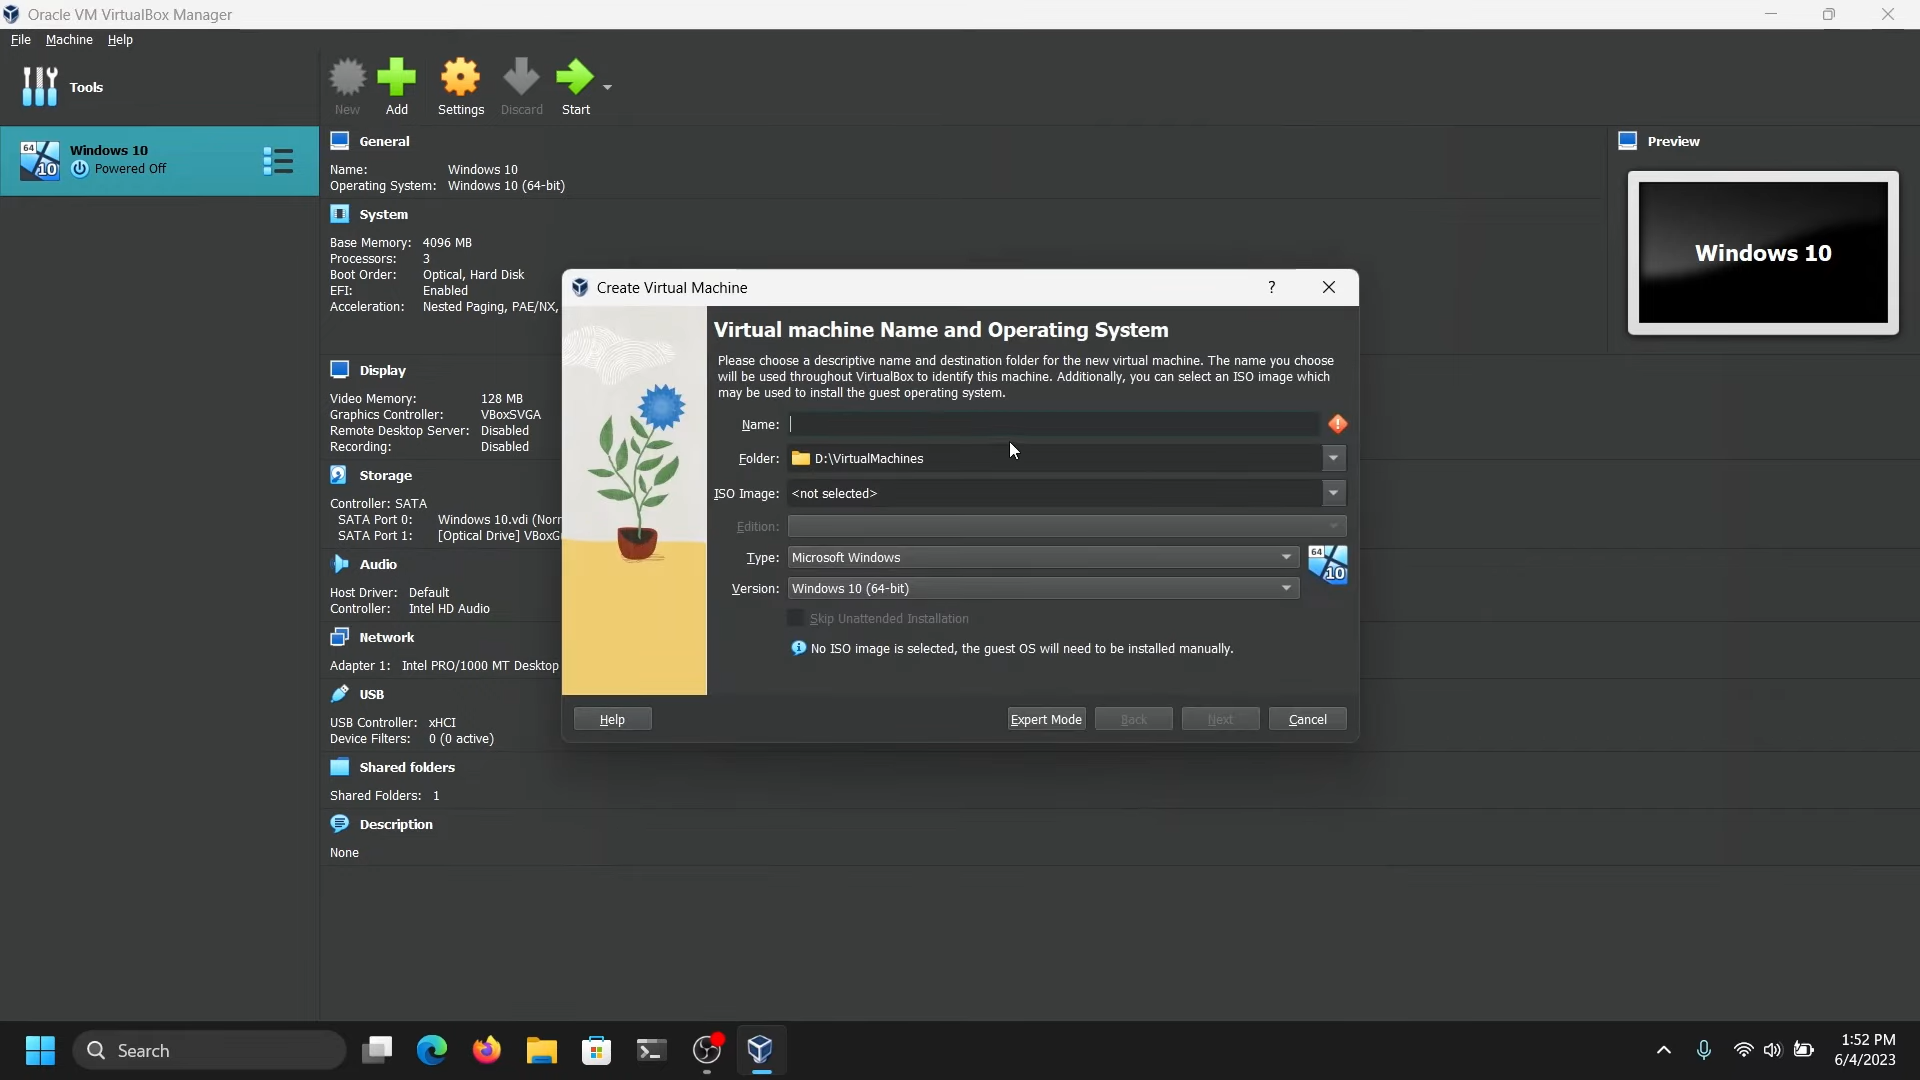 Oracle VM VirtualBox Manager
File Machine Help
Tools
New Add Settings Discard Start
64
10
Windows 10
Powered Off
General
Name: Windows 10
Operating System: Windows 10 (64-bit)
System
Base Memory: 4096 MB
Processors: 3
Boot Order: Optical, Hard Disk
EFI: Enabled
Acceleration: Nested Paging, PAE/NX,
Display
Video Memory: 128 MB
Graphics Controller: VBoxSVGA
Remote Desktop Server: Disabled
Recording: Disabled
Storage
Controller: SATA
SATA Port 0: Windows 10.vdi (Norr
SATA Port 1: [Optical Drive] VBoxG
Audio
Host Driver: Default
Controller: Intel HD Audio
Network
Adapter 1: Intel PRO/1000 MT Desktop
USB
USB Controller: xHCI
Device Filters: 0 (0 active)
Shared folders
Shared Folders: 1
Description
None
Preview
Windows 10
Create Virtual Machine
?
Virtual machine Name and Operating System
Please choose a descriptive name and destination folder for the new virtual machine. The name you choose
will be used throughout VirtualBox to identify this machine. Additionally, you can select an ISO image which
may be used to install the guest operating system.
Name:
Folder: D:\VirtualMachines
ISO Image: <not selected>
Edition:
Type: Microsoft Windows
64
10
Version: Windows 10 (64-bit)
Skip Unattended Installation
No ISO image is selected, the guest OS will need to be installed manually.
Help Expert Mode Back Next Cancel
Search
1:52 PM
6/4/2023